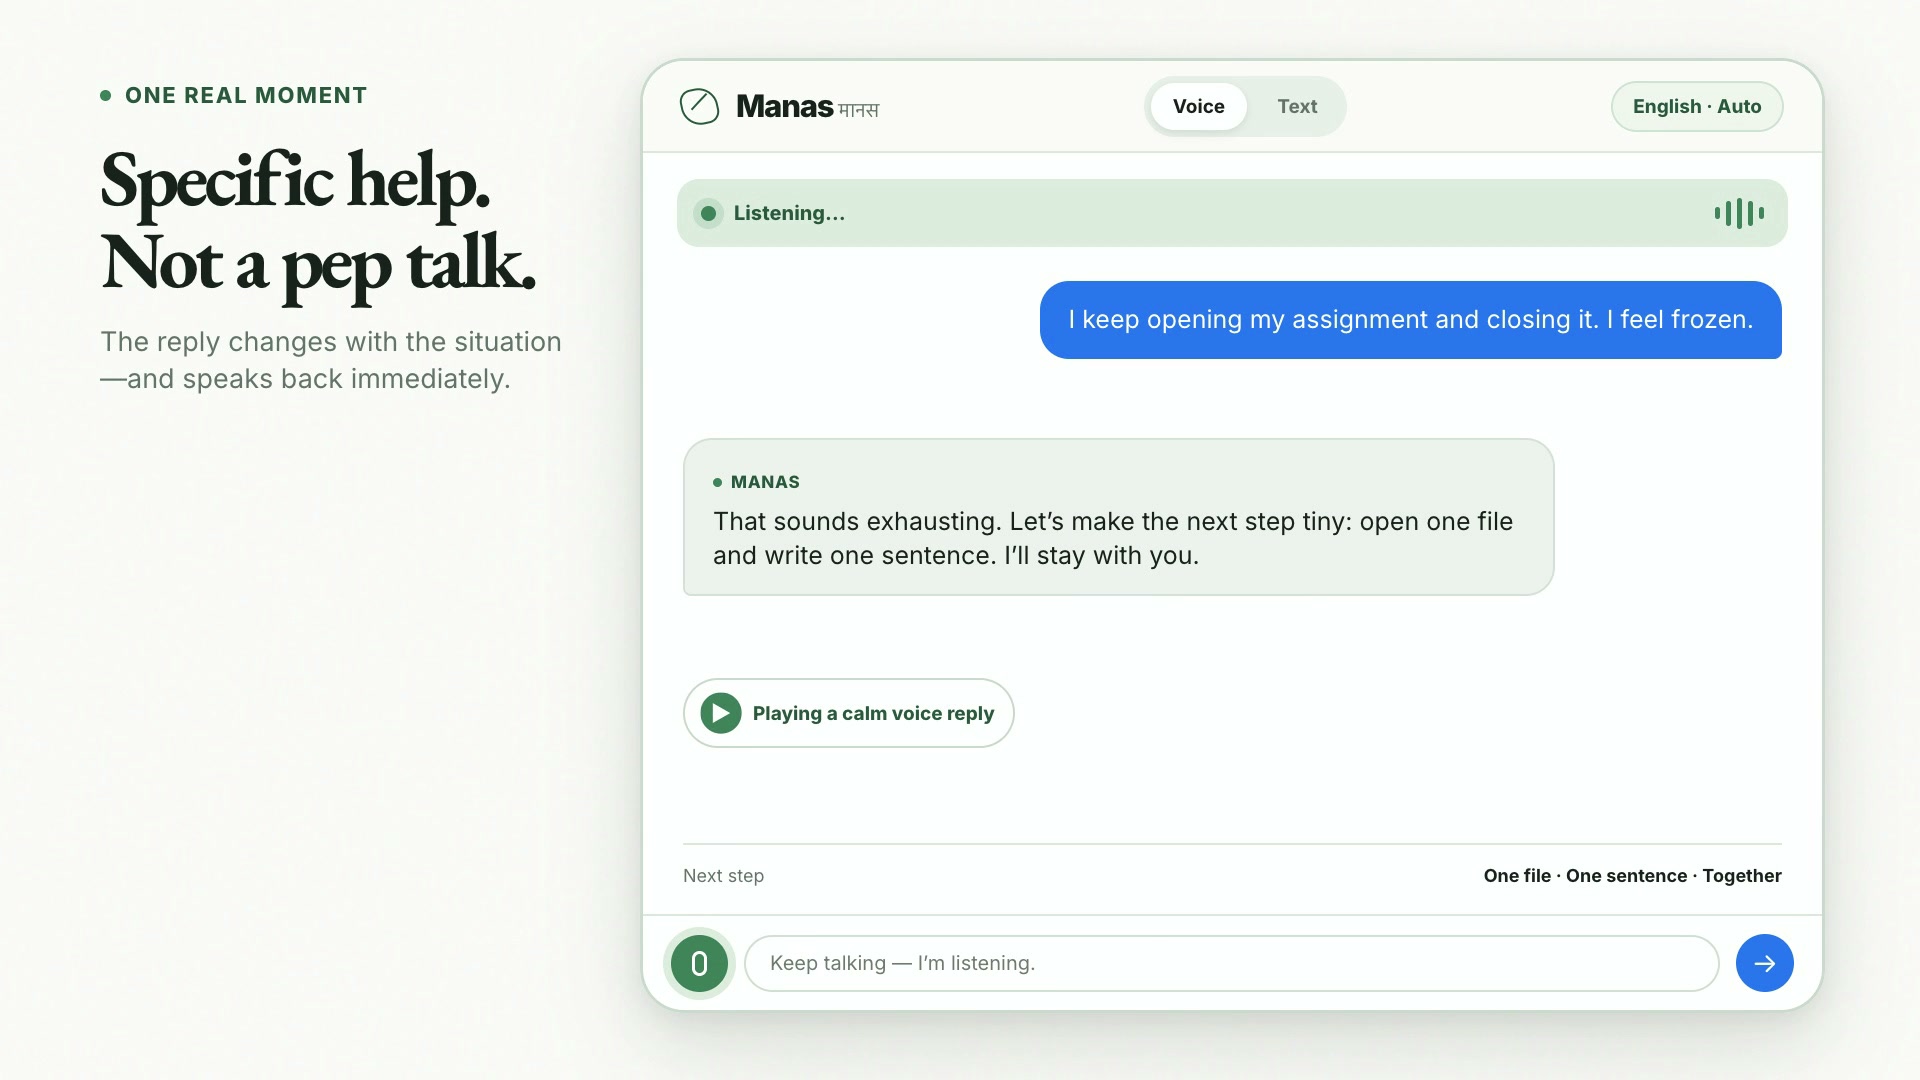 ONE REAL MOMENT
Specific help.
Not a pep talk.
The reply changes with the situation
—and speaks back immediately.
Manas मानस
Voice
Text
English · Auto
Listening...
I keep opening my assignment and closing it. I feel frozen.
MANAS
That sounds exhausting. Let’s make the next step tiny: open one file
and write one sentence. I’ll stay with you.
Playing a calm voice reply
Next step
One file · One sentence · Together
Keep talking — I’m listening.